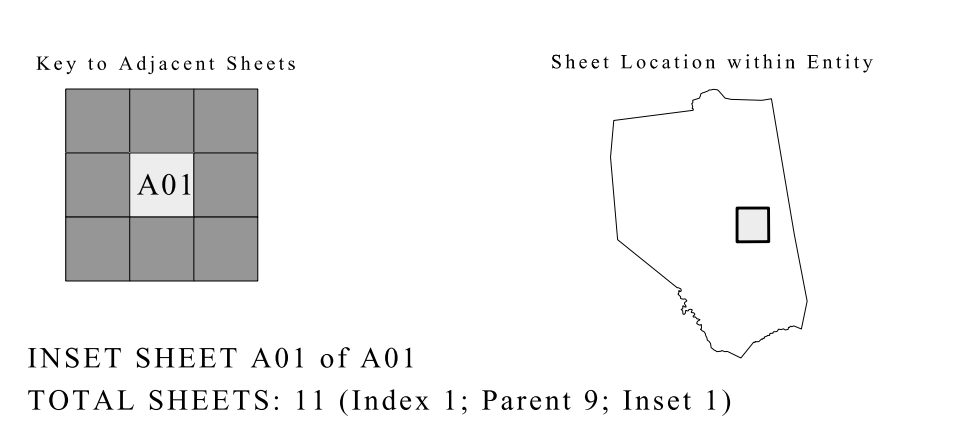 Key to Adjacent Sheets
Sheet Location within Entity
A01
INSET SHEET A01 of A01
TOTAL SHEETS: 11 (Index 1; Parent 9; Inset 1)